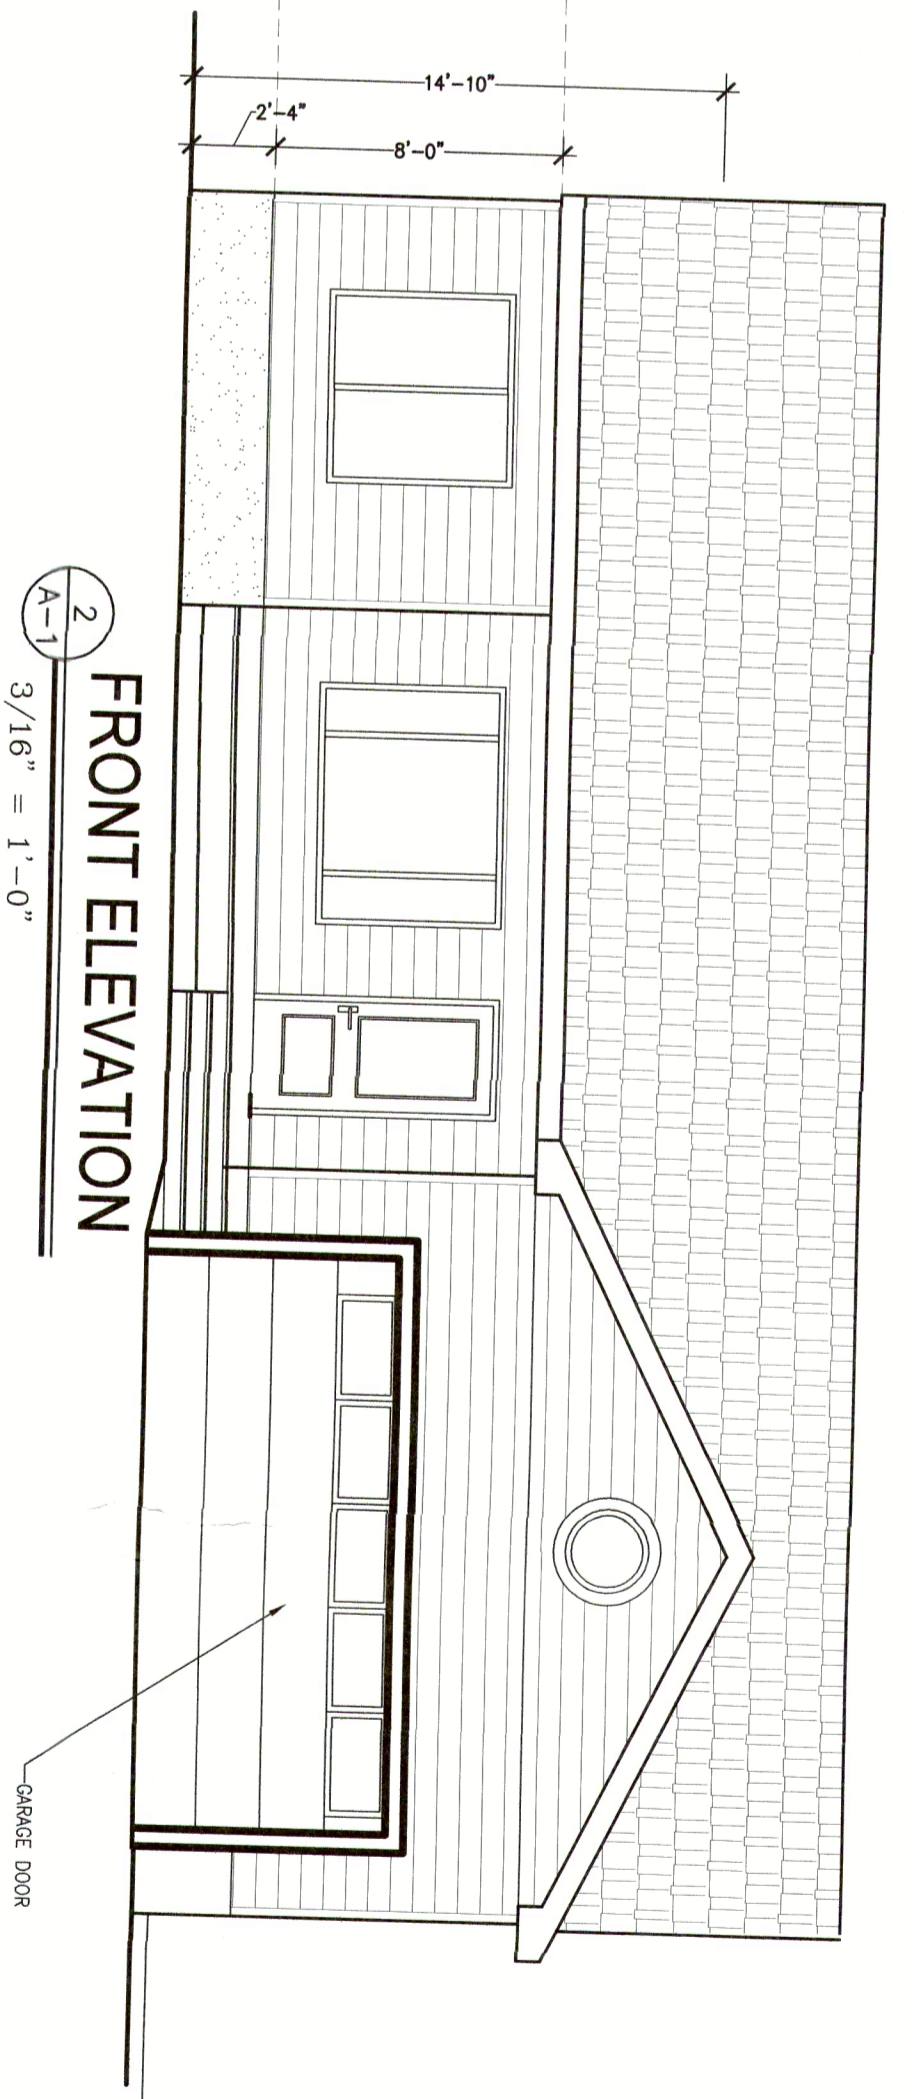 14'-10"
2'-4"
8'-0"
GARAGE DOOR
2
A-1
FRONT ELEVATION
3/16" = 1'-0"